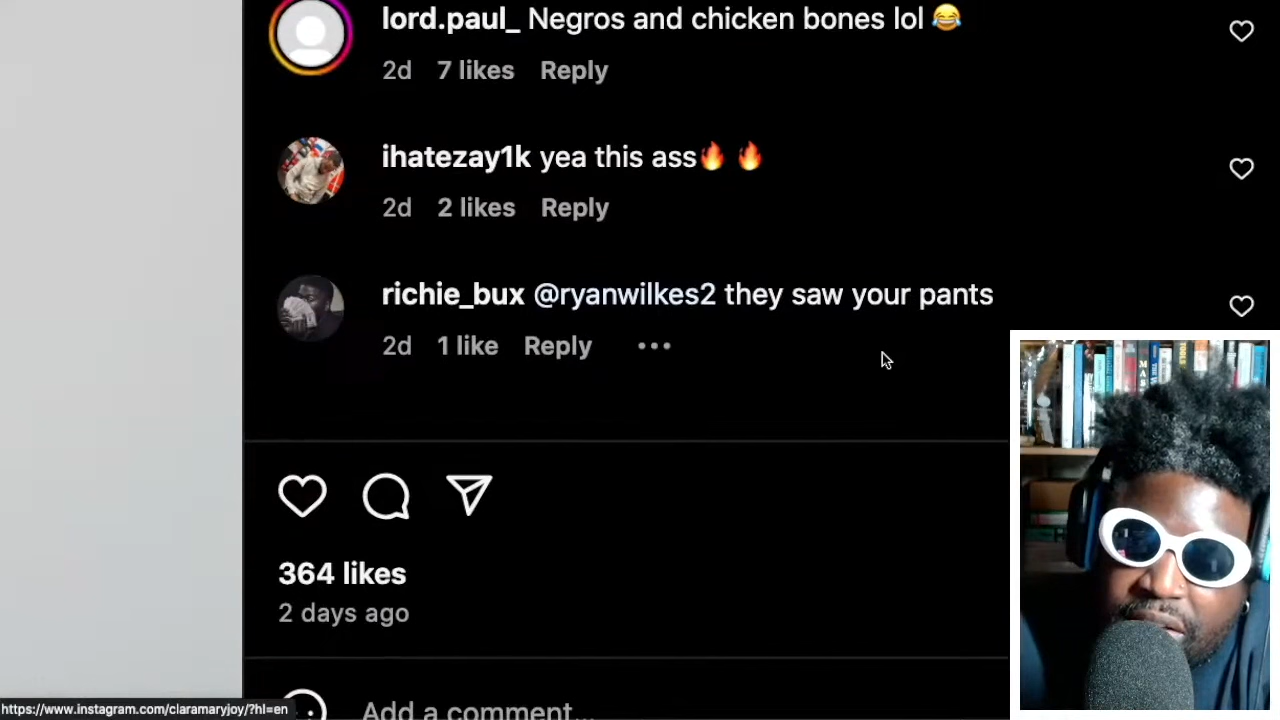 lord.paul_ Negros and chicken bones lol 😂
2d 7 likes Reply
ihatezay1k yea this ass🔥 🔥
2d 2 likes Reply
richie_bux @ryanwilkes2 they saw your pants
2d 1 like Reply •••
364 likes
2 days ago
Add a comment...
https://www.instagram.com/claramaryjoy/?hl=en